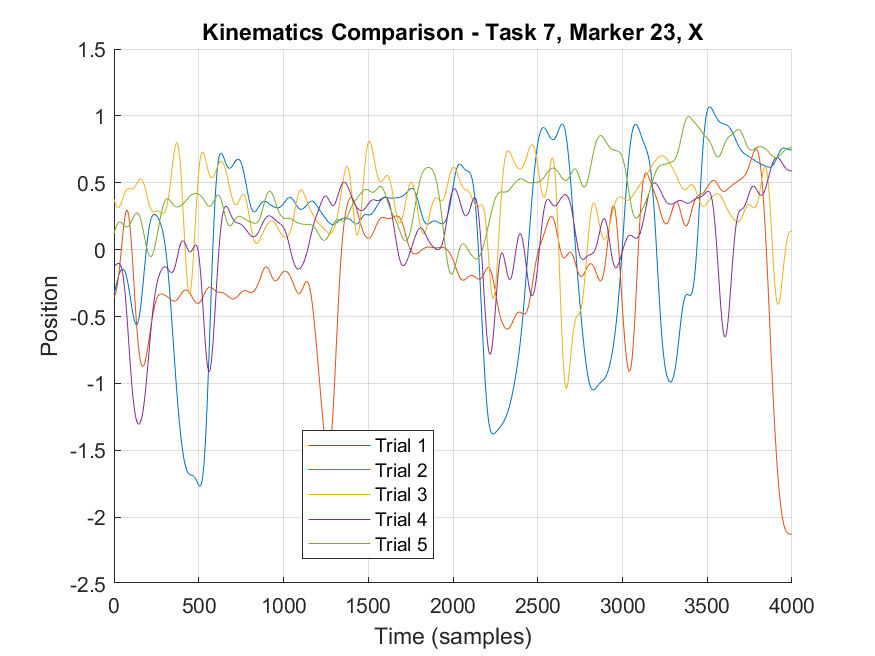 Kinematics Comparison - Task 7, Marker 23, X
1.5
1
0.5
0
-0.5
-1
-1.5
-2
-2.5
Position
Trial 1
Trial 2
Trial 3
Trial 4
Trial 5
0 500 1000 1500 2000 2500 3000 3500 4000
Time (samples)